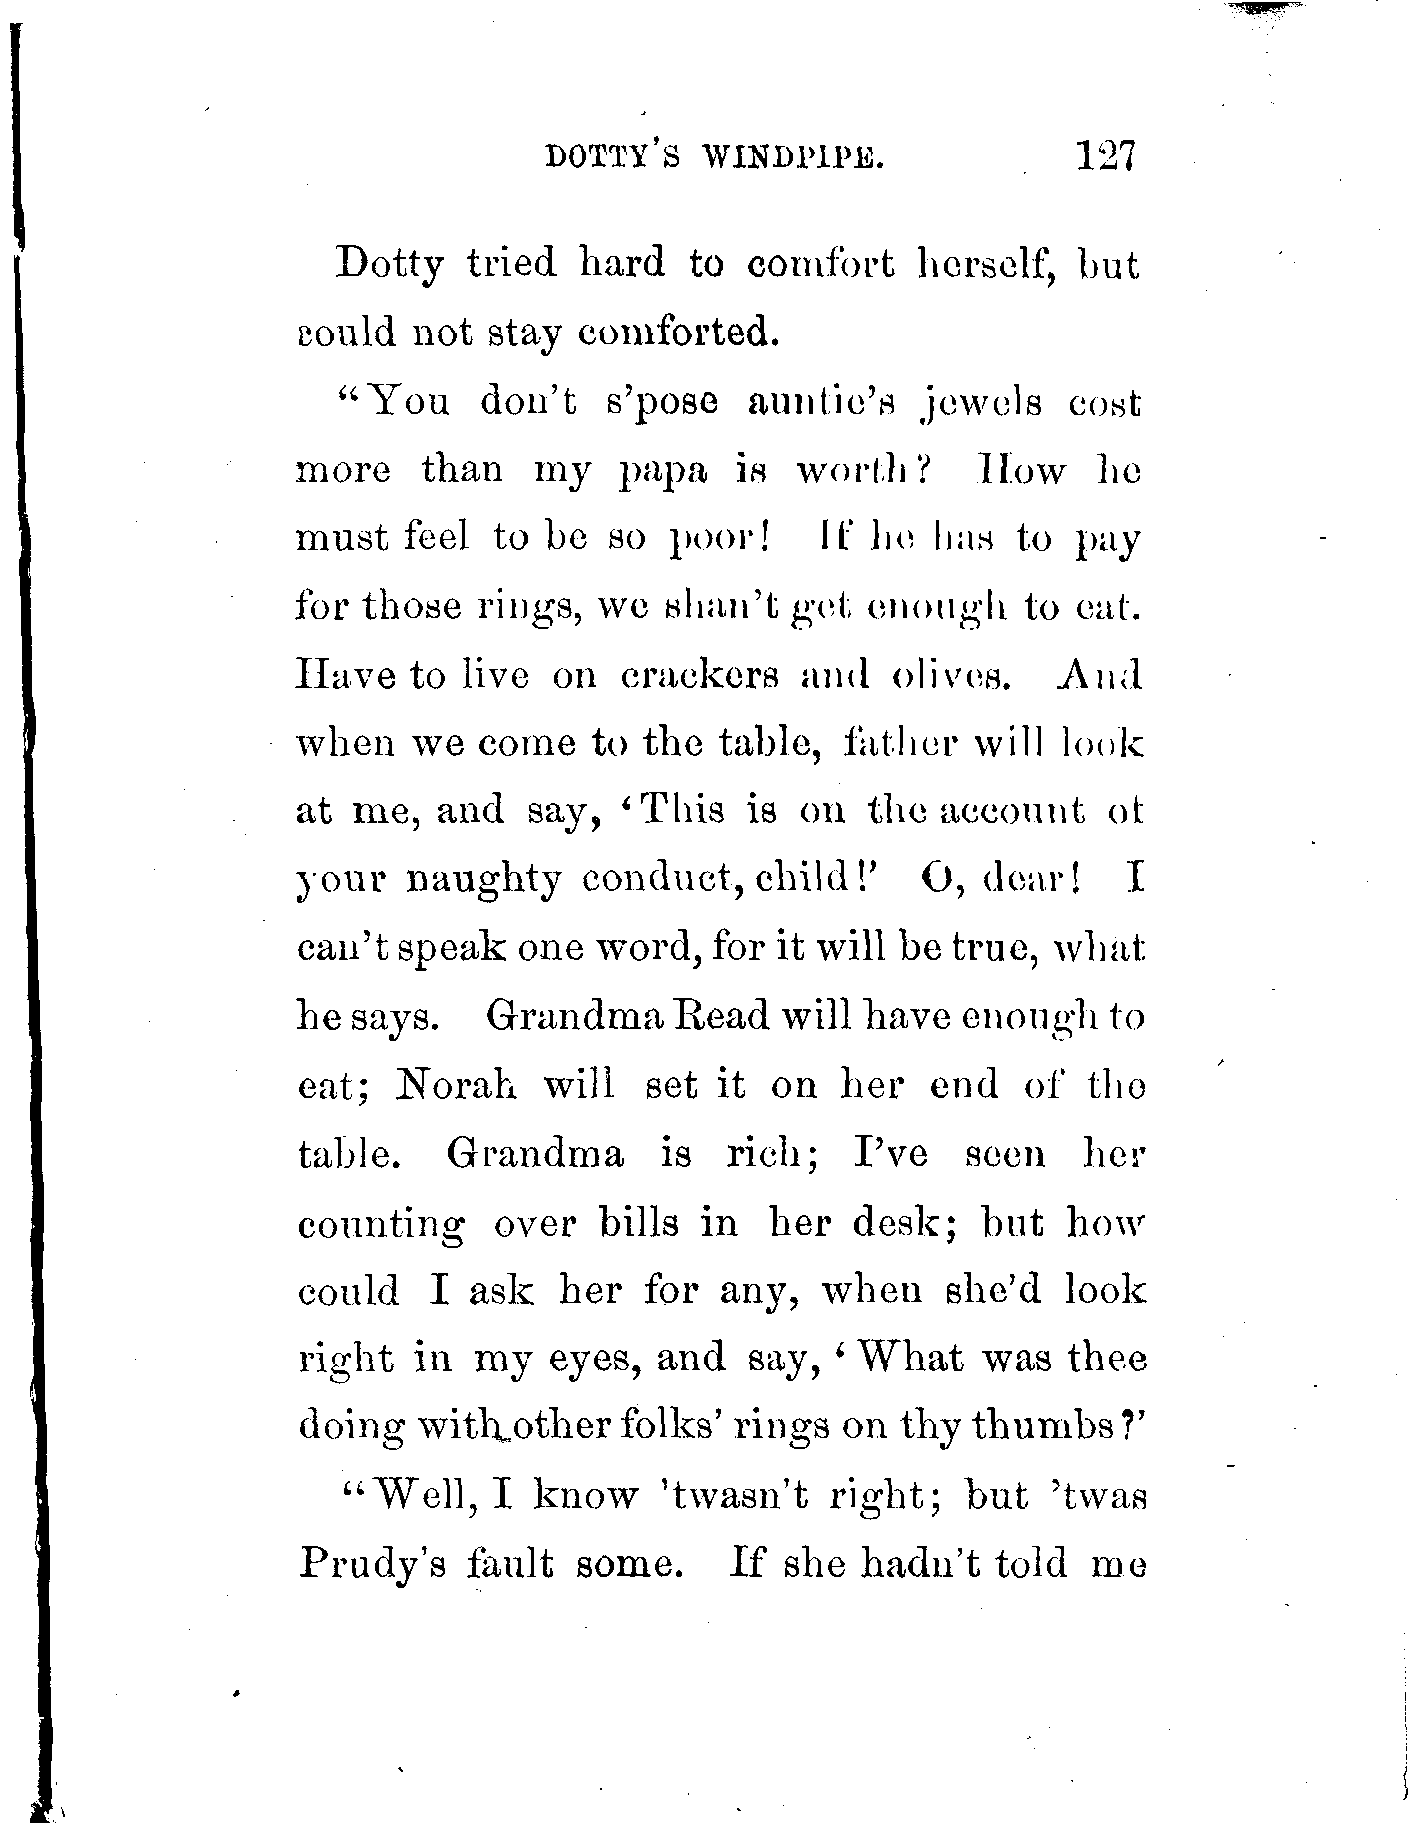 DOTTY'S WINDPIPE. 127
Dotty tried hard to comfort herself, but
could not stay comforted.
"You don't s'pose auntie's jewels cost
more than my papa is worth? How he
must feel to be so poor! If he has to pay
for those rings, we shan't get enough to eat.
Have to live on crackers and olives. And
when we come to the table, father will look
at me, and say, 'This is on the account of
your naughty conduct, child!' O, dear! I
can't speak one word, for it will be true, what
he says. Grandma Read will have enough to
eat; Norah will set it on her end of the
table. Grandma is rich; I've seen her
counting over bills in her desk; but how
could I ask her for any, when she'd look
right in my eyes, and say, 'What was thee
doing with other folks' rings on thy thumbs?'
"Well, I know 'twasn't right; but 'twas
Prudy's fault some. If she hadn't told me